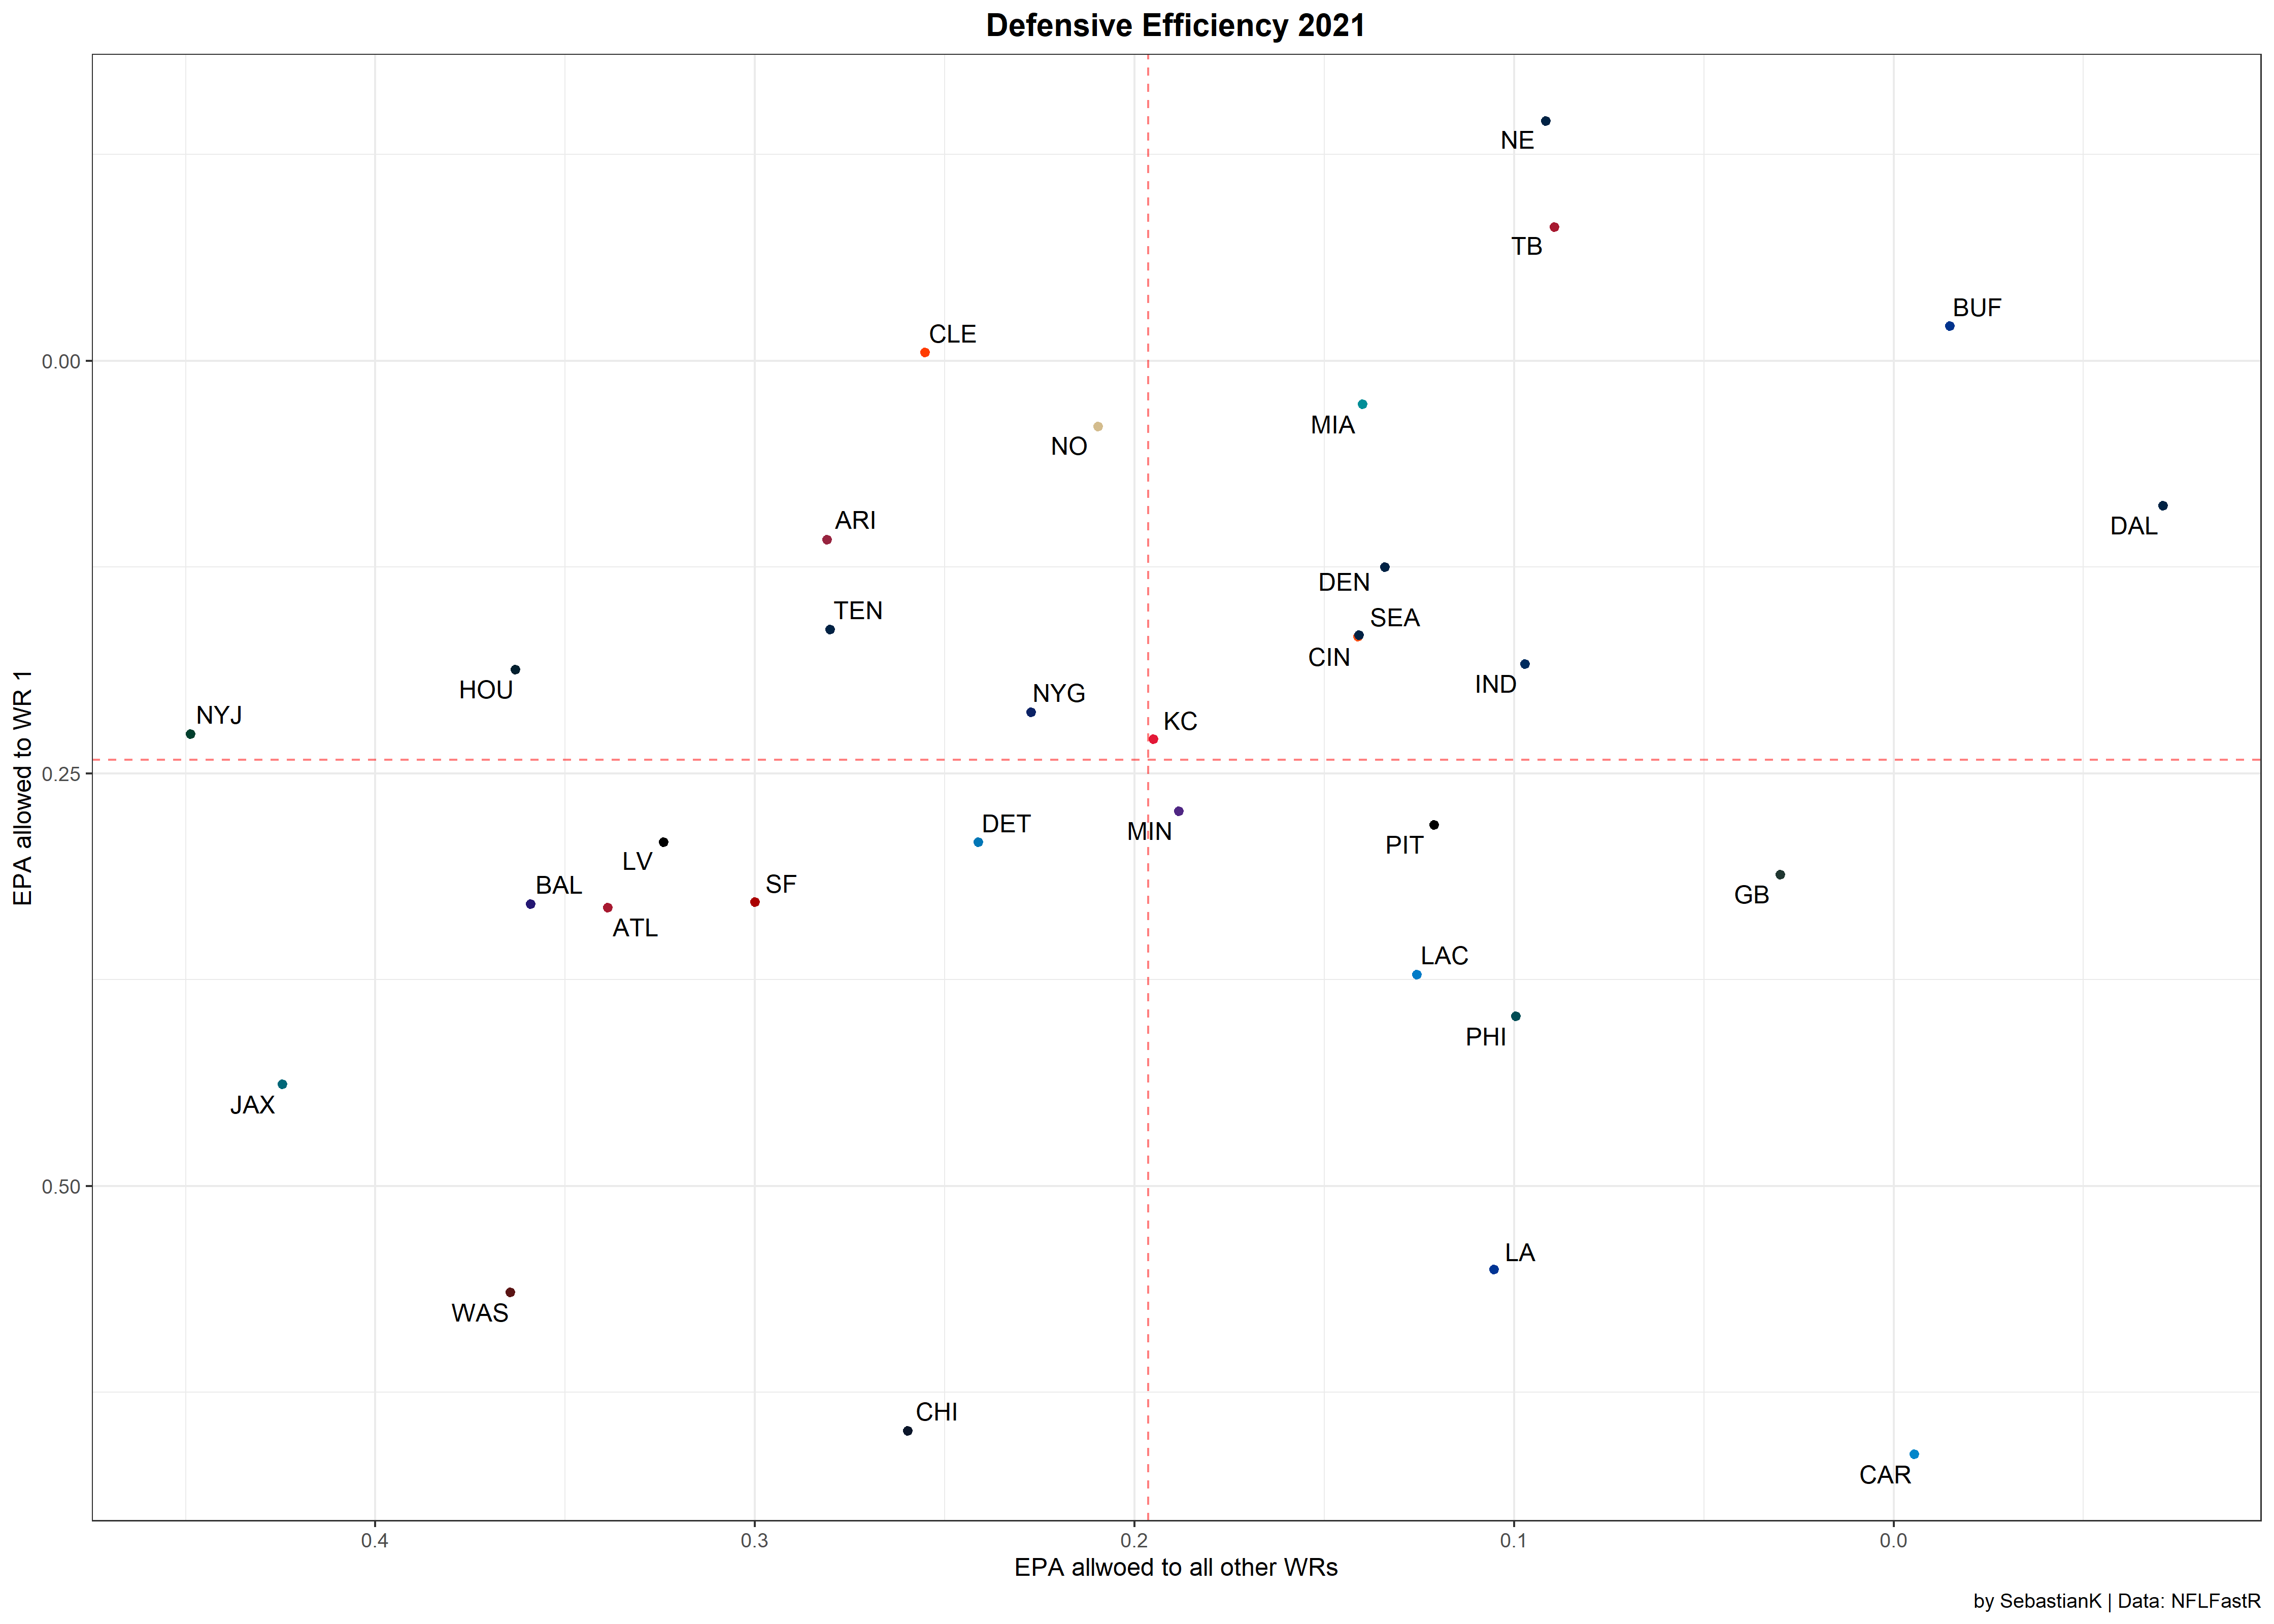 Defensive Efficiency 2021
NE
TB
BUF
CLE
0.00
MIA
NO
ARI
DAL
DEN
TEN
SEA
CIN
HOU
IND
NYG
NYJ
KC
EPA allowed to WR 1
0.25
DET
MIN
PIT
LV
BAL
SF
GB
ATL
LAC
PHI
JAX
0.50
LA
WAS
CHI
CAR
0.4 0.3 0.2 0.1 0.0
EPA allwoed to all other WRs
by SebastianK | Data: NFLFastR